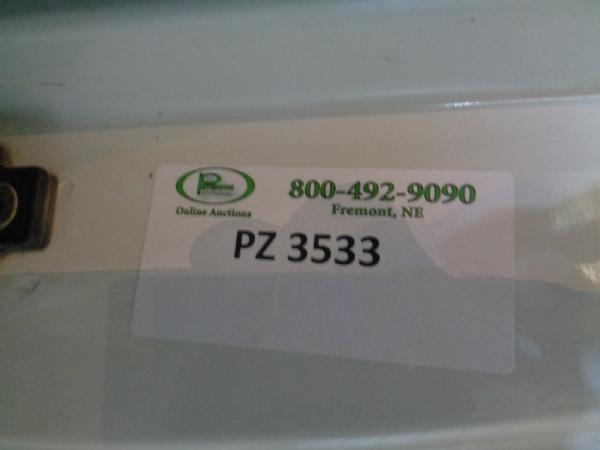 800-492-9090
Fremont, NE
Online Auctions
PZ 3533